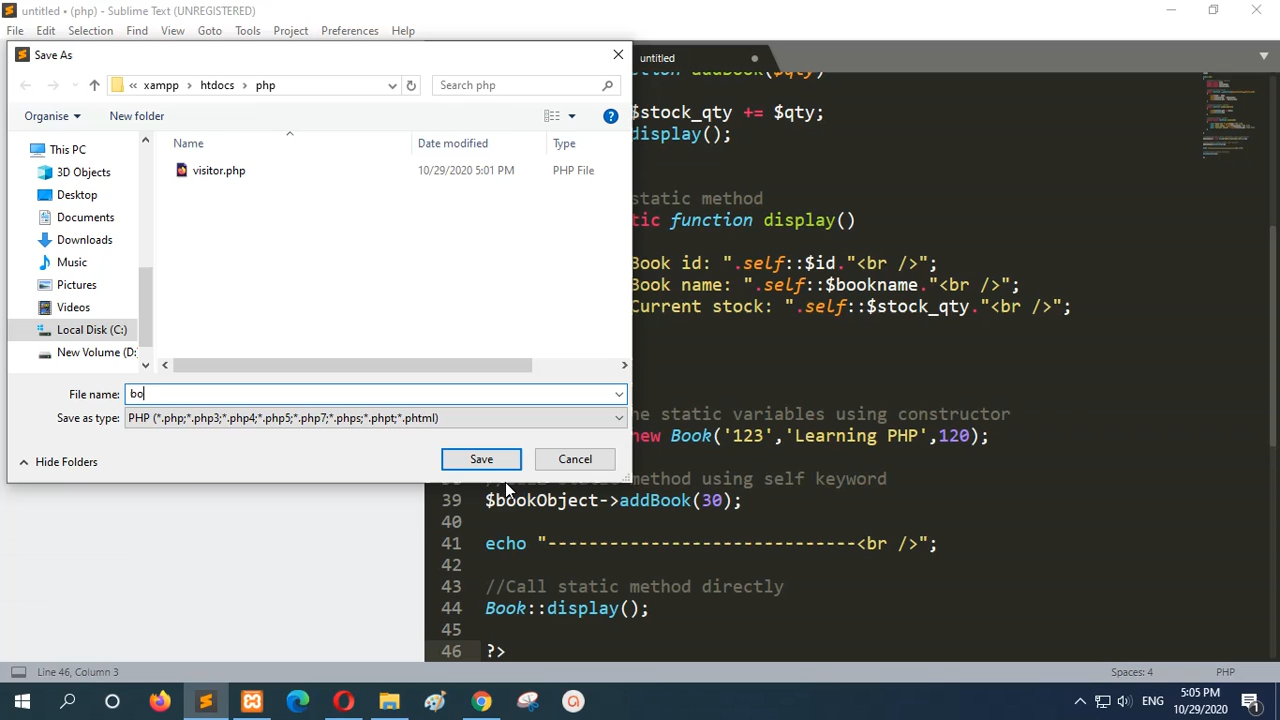 untitled • (php) - Sublime Text (UNREGISTERED)
File Edit Selection Find View Goto Tools Project Preferences Help
Save As
untitled
« xampp › htdocs › php
Search php
Organise New folder
This PC
3D Objects
Desktop
Documents
Downloads
Music
Pictures
Videos
Local Disk (C:)
New Volume (D:
Name Date modified Type
visitor.php 10/29/2020 5:01 PM PHP File
File name: bo
Save as type: PHP (*.php;*.php3;*.php4;*.php5;*.php7;*.phps;*.phpt;*.phtml)
Hide Folders
Save Cancel
$stock_qty += $qty;
display();
static method
tic function display()
Book id: ".self::$id."<br />";
Book name: ".self::$bookname."<br />";
Current stock: ".self::$stock_qty."<br />";
he static variables using constructor
new Book('123','Learning PHP',120);
method using self keyword
39 $bookObject->addBook(30);
40
41 echo "------------------------------<br />";
42
43 //Call static method directly
44 Book::display();
45
46 ?>
Line 46, Column 3
Spaces: 4 PHP
ENG
5:05 PM
10/29/2020
1